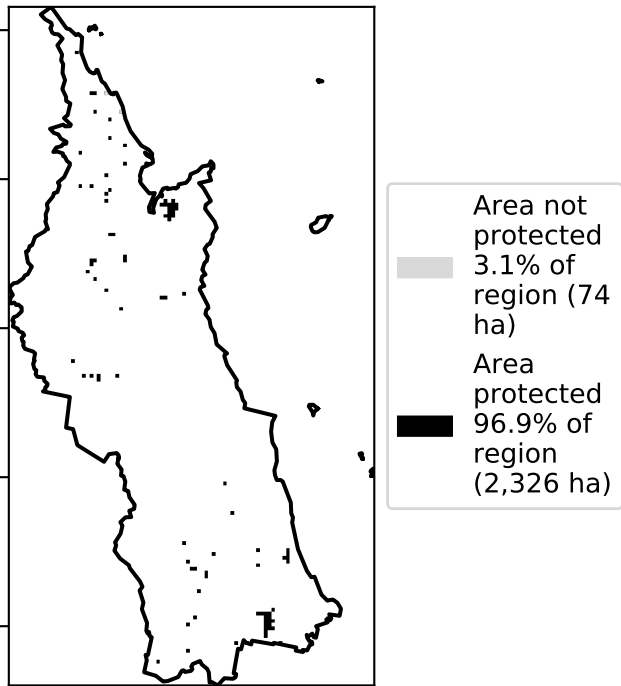 Area not
protected
3.1% of
region (74
ha)
Area
protected
96.9% of
region
(2,326 ha)